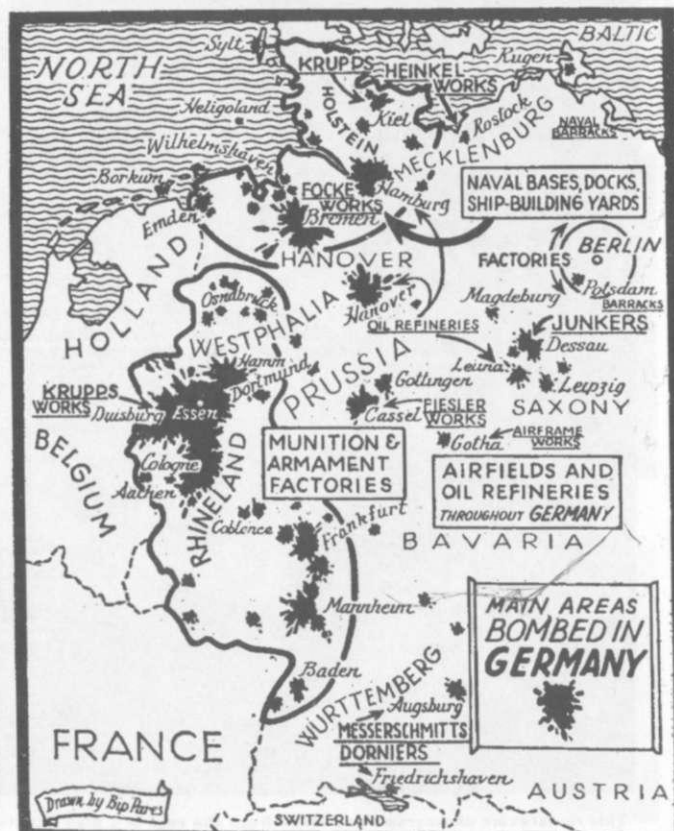 BALTIC
Sylt
Rugen
NORTH
SEA
KRUPPS
HEINKEL
WORKS
Kiel
HOLSTEIN
Heligoland
Rostock
NAVAL
BARRACKS
MECKLENBURG
Wilhelmshaven
Borkum
Emden
FOCKE
WORKS
Bremen
Hamburg
NAVAL BASES, DOCKS,
SHIP-BUILDING YARDS
HANOVER
HOLLAND
FACTORIES
BERLIN
Potsdam
BARRACKS
Osnabruck
Hanover
Magdeburg
OIL REFINERIES
JUNKERS
Dessau
WESTPHALIA
PRUSSIA
Hamm
Dortmund
Leuna
Leipzig
Gottingen
KRUPPS
WORKS
Duisburg
Essen
Cassel
FIESLER
WORKS
SAXONY
BELGIUM
Gotha
AIRFRAME
WORKS
MUNITION &
ARMAMENT
FACTORIES
Cologne
Aachen
RHINELAND
AIRFIELDS AND
OIL REFINERIES
THROUGHOUT GERMANY
Coblence
Frankfurt
BAVARIA
Mannheim
MAIN AREAS
BOMBED IN
GERMANY
Baden
WURTTEMBERG
Augsburg
MESSERSCHMITTS
DORNIERS
FRANCE
Friedrichshaven
AUSTRIA
Drawn by Bip Pares
SWITZERLAND